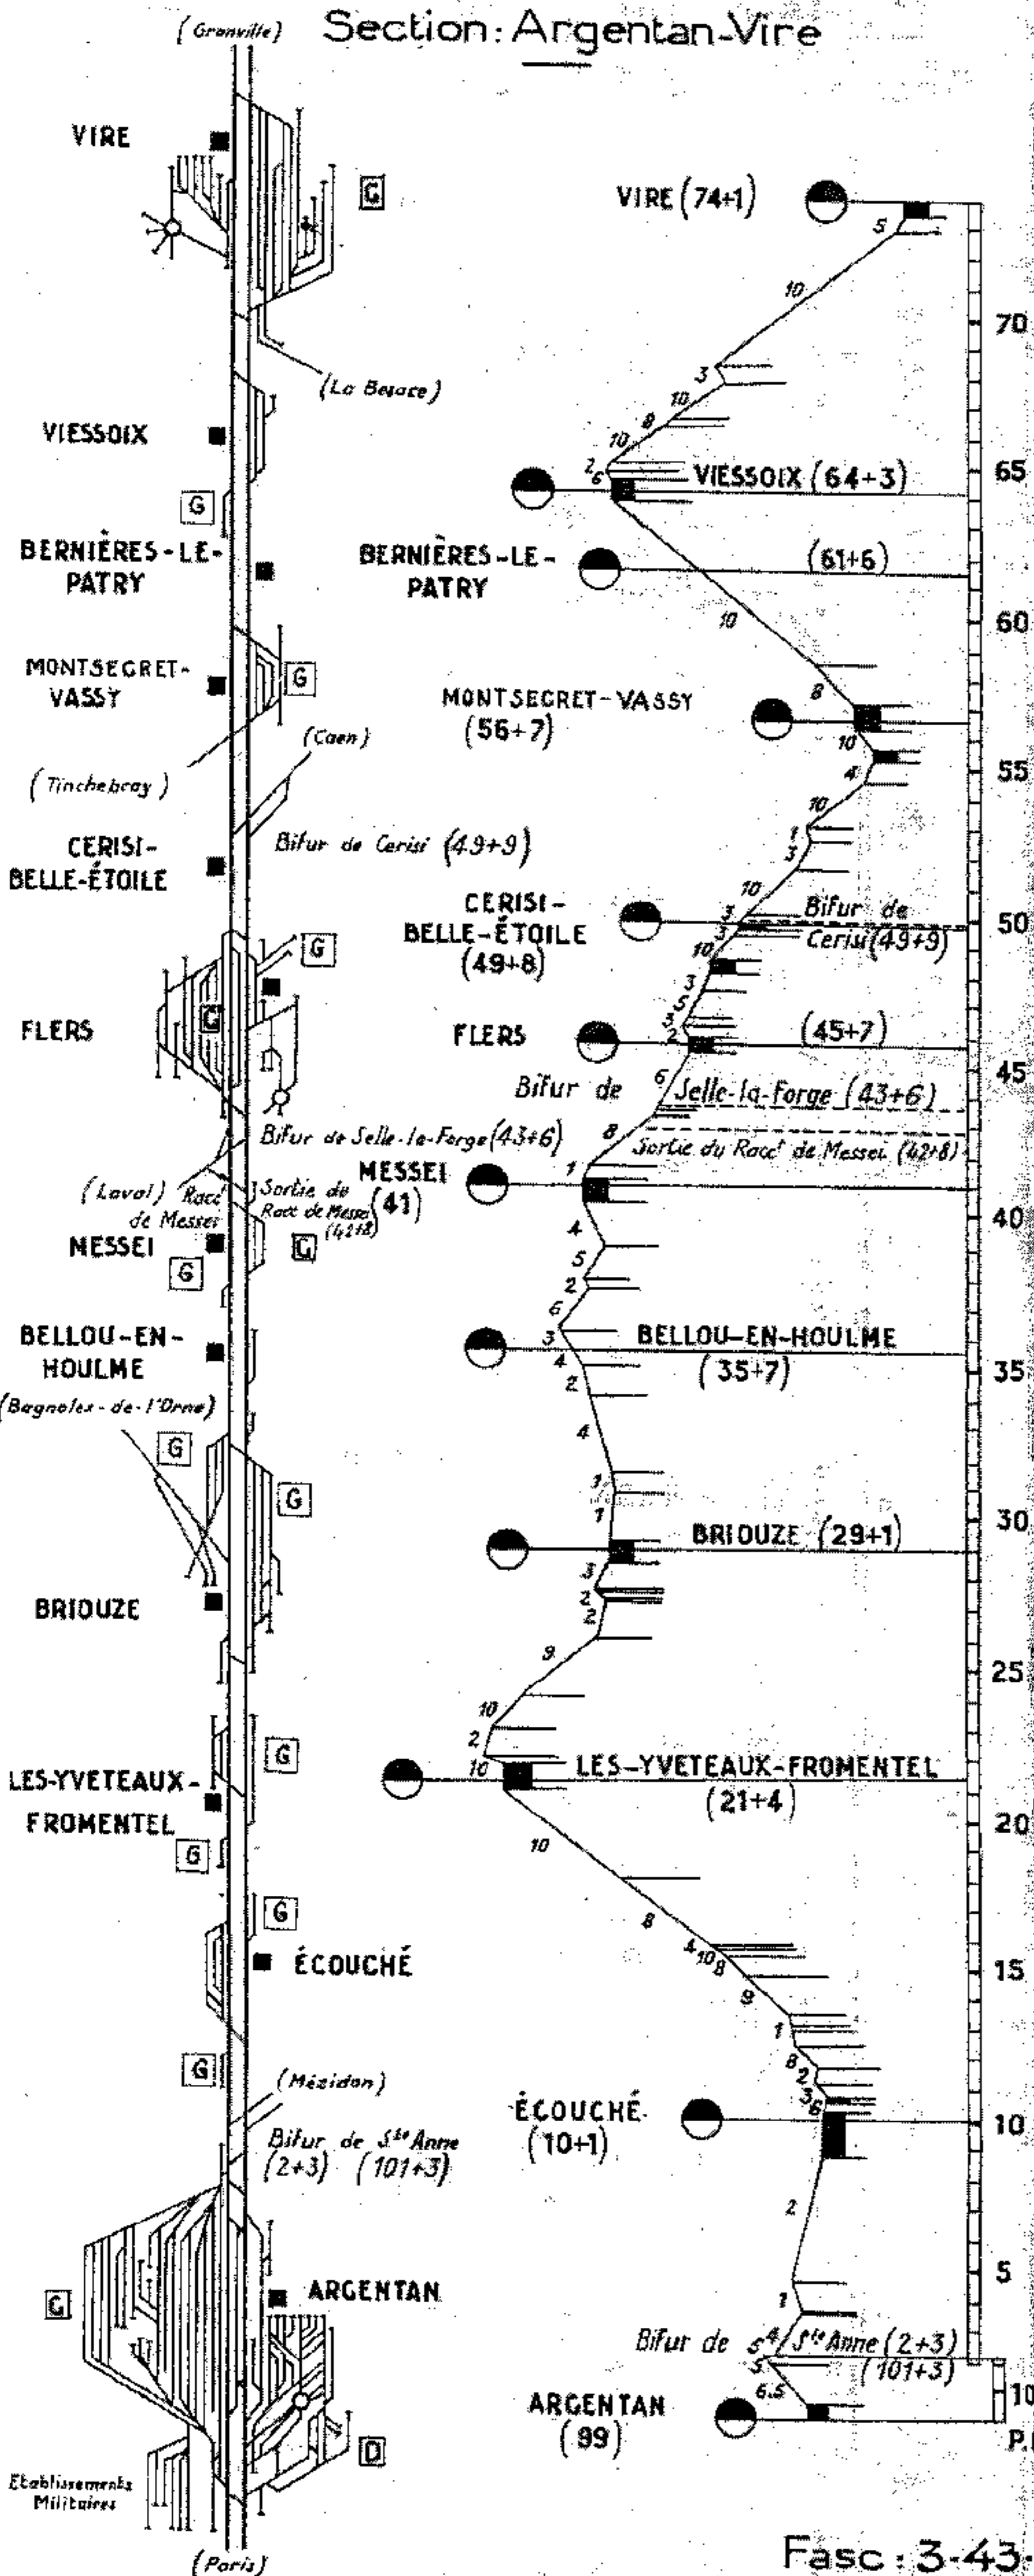 Section: Argentan-Vire
(Granville)
VIRE
G
(La Besace)
VIESSOIX
G
BERNIÈRES-LE-
PATRY
MONTSEGRET-
VASSY
G
(Tinchebray)
(Caen)
Bifur de Cerisi (49+9)
CERISI-
BELLE-ÉTOILE
G
G
FLERS
Bifur de Selle-la-Forge (43+6)
(Laval) Racct
de Messei
Sortie du
Racc de Messei
(42+8)
MESSEI
G
G
BELLOU-EN-
HOULME
(Bagnoles-de-l'Orne)
G
G
BRIOUZE
G
LES-YVETEAUX-
FROMENTEL
G
G
ÉCOUCHÉ
G
(Mézidon)
Bifur de Ste Anne
(2+3) (101+3)
G
ARGENTAN
D
Etablissements
Militaires
(Paris)
VIRE (74+1)
5
10
70
3
10
8
10
2
6
65
VIESSOIX (64+3)
BERNIÈRES-LE-
PATRY
(61+6)
60
10
8
MONTSECRET-VASSY
(56+7)
10
55
4
10
1
3
10
CERISI-
BELLE-ÉTOILE
(49+8)
3
Bifur de
Cerisi (49+9)
50
3
10
3
5
3
2
FLERS
(45+7)
45
6
Bifur de Selle-la-Forge (43+6)
8
Sortie du Racct de Messei (42+8)
1
MESSEI
(41)
40
4
5
2
6
3
BELLOU-EN-HOULME
(35+7)
35
4
2
4
1
1
30
BRIOUZE (29+1)
3
2
2
9
25
10
2
10
LES-YVETEAUX-FROMENTEL
(21+4)
20
10
8
4
10
8
15
9
1
8
2
3
6
ÉCOUCHÉ
(10+1)
10
2
5
1
4
5
Bifur de Ste Anne (2+3)
(101+3)
5
6.5
10
ARGENTAN
(99)
Fasc: 3-43-